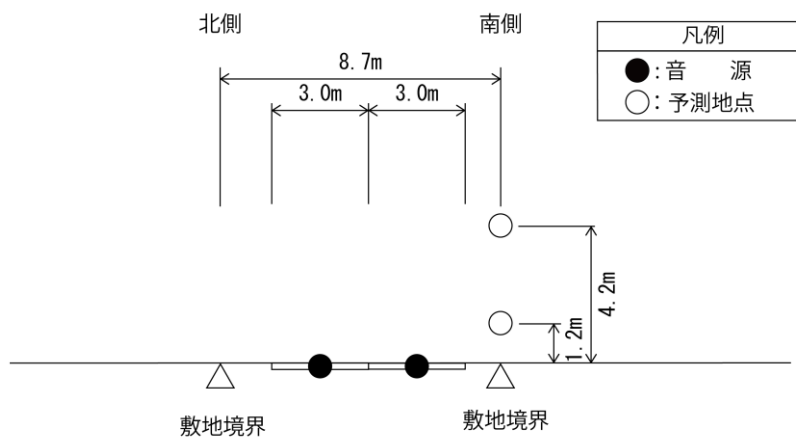 北側
南側
凡例
●:音 源
○:予測地点
8.7m
3.0m
3.0m
4.2m
1.2m
敷地境界
敷地境界